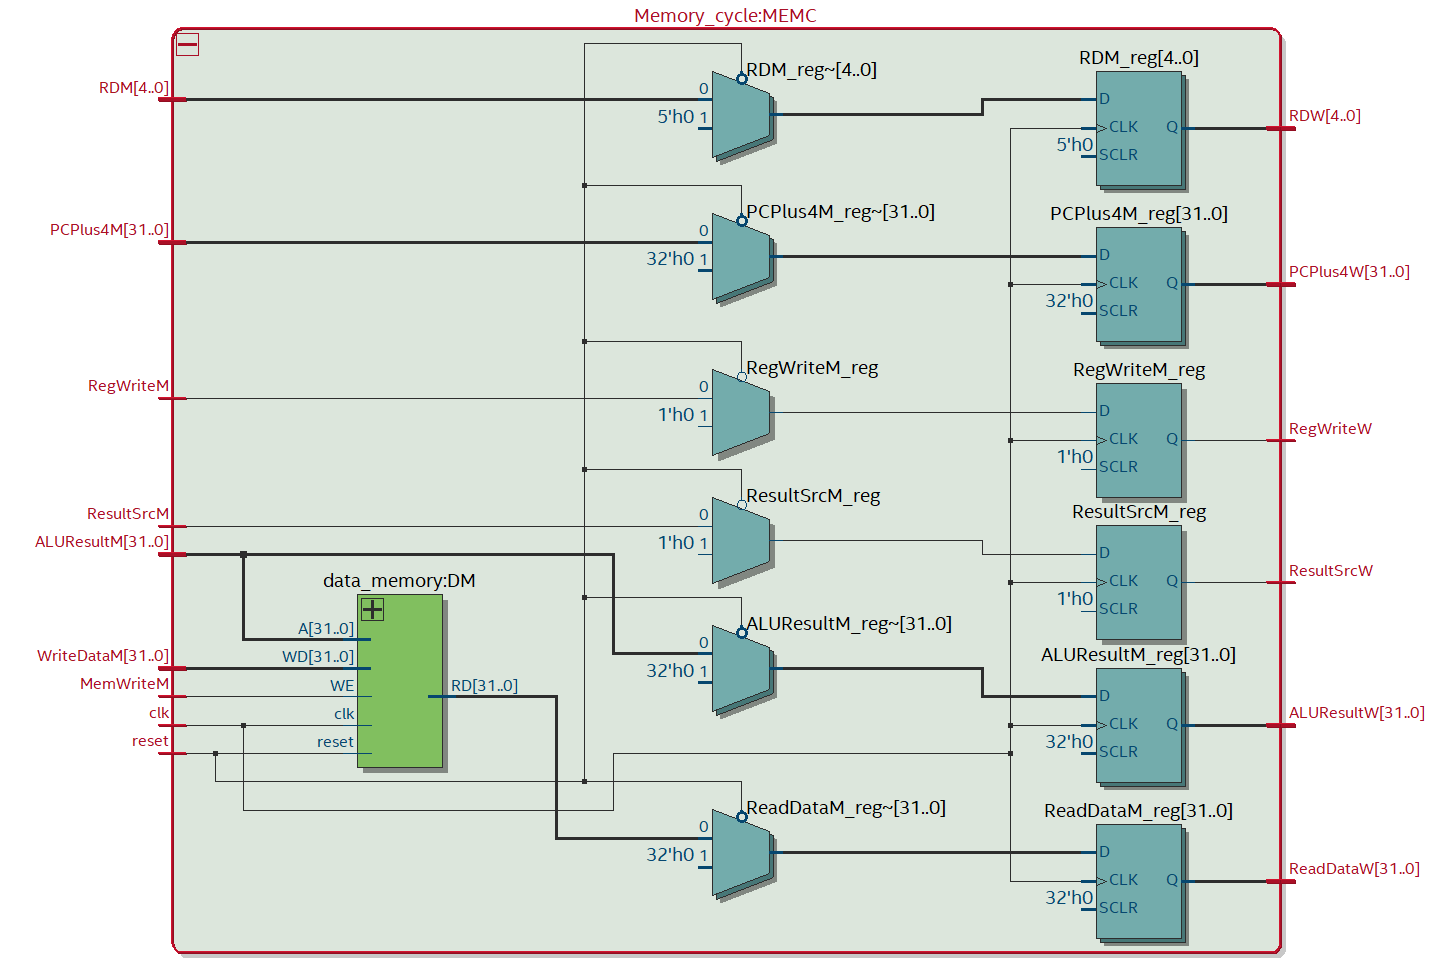 Memory_cycle:MEMC
RDM_reg[4..0]
RDM_reg~[4..0]
RDM[4..0]
0
D
5'h0 1
RDW[4..0]
CLK
Q
5'h0
SCLR
PCPlus4M_reg~[31..0]
PCPlus4M_reg[31..0]
PCPlus4M[31..0]
0
32'h0 1
D
PCPlus4W[31..0]
CLK
Q
32'h0
SCLR
RegWriteM_reg
RegWriteM_reg
RegWriteM
0
1'h0 1
D
RegWriteW
CLK
Q
1'h0
SCLR
ResultSrcM_reg
ResultSrcM_reg
ResultSrcM
0
ALUResultM[31..0]
1'h0 1
D
ResultSrcW
CLK
Q
1'h0
SCLR
data_memory:DM
A[31..0]
ALUResultM_reg~[31..0]
0
WriteDataM[31..0]
WD[31..0]
ALUResultM_reg[31..0]
32'h0 1
MemWriteM
WE
RD[31..0]
D
clk
clk
ALUResultW[31..0]
CLK
Q
reset
reset
32'h0
SCLR
ReadDataM_reg~[31..0]
ReadDataM_reg[31..0]
0
32'h0 1
D
ReadDataW[31..0]
CLK
Q
32'h0
SCLR